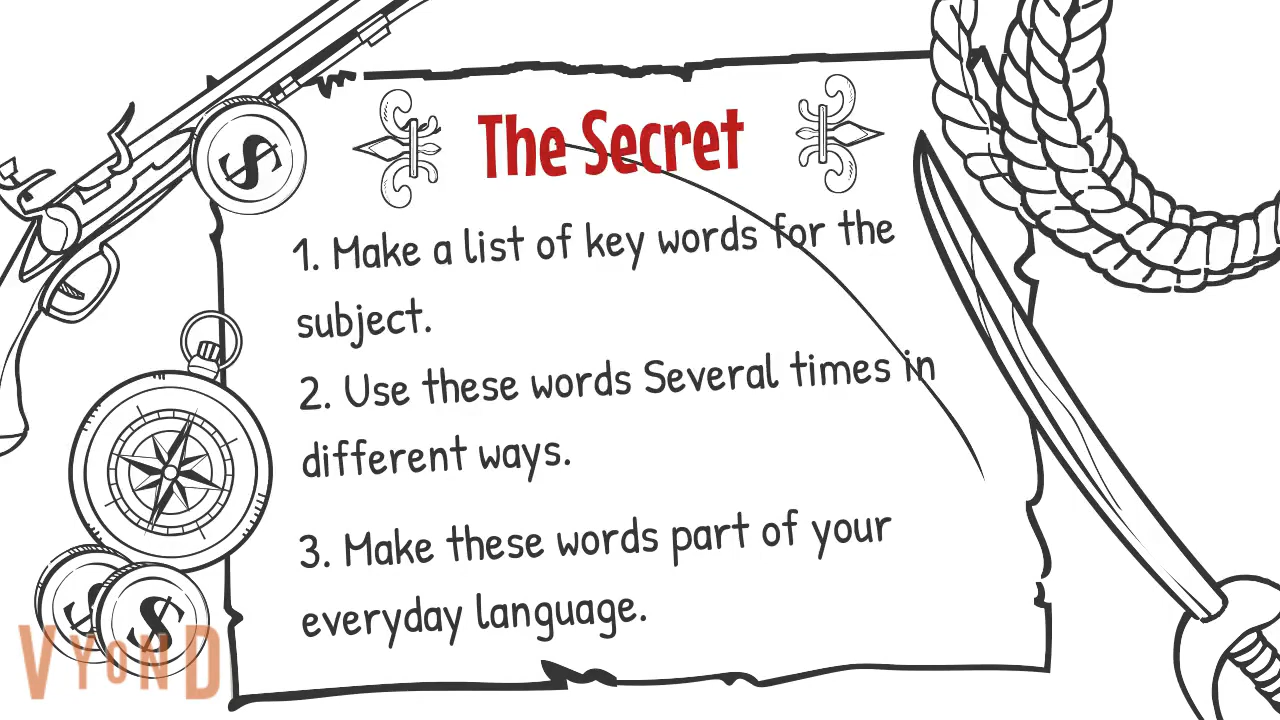 The Secret
1. Make a list of key words for the
subject.
2. Use these words Several times in
different ways.
3. Make these words part of your
everyday language.
$
$
$
VYOND